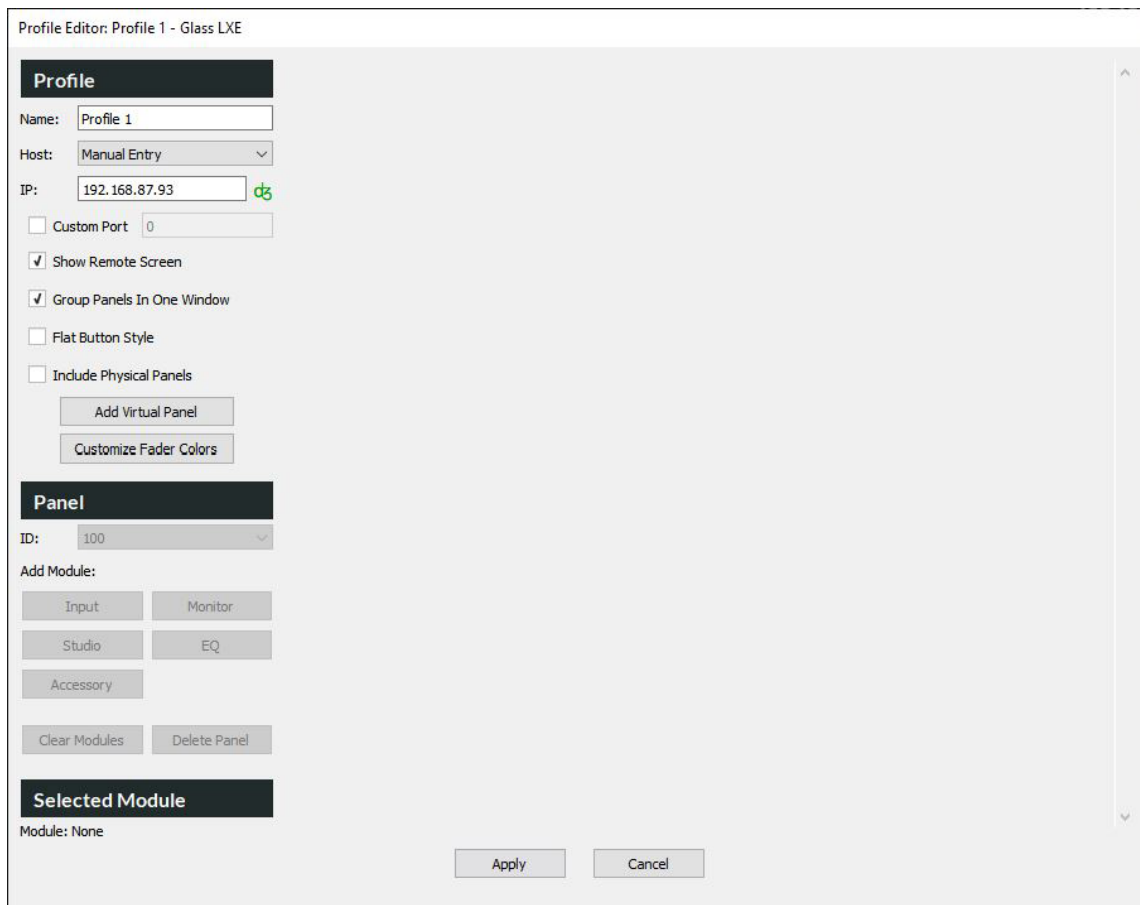 Profile Editor: Profile 1 - Glass LXE
Profile
Name: Profile 1
Host: Manual Entry
IP: 192.168.87.93
Custom Port 0
Show Remote Screen
Group Panels In One Window
Flat Button Style
Include Physical Panels
Add Virtual Panel
Customize Fader Colors
Panel
ID: 100
Add Module:
Input Monitor
Studio EQ
Accessory
Clear Modules Delete Panel
Selected Module
Module: None
Apply Cancel